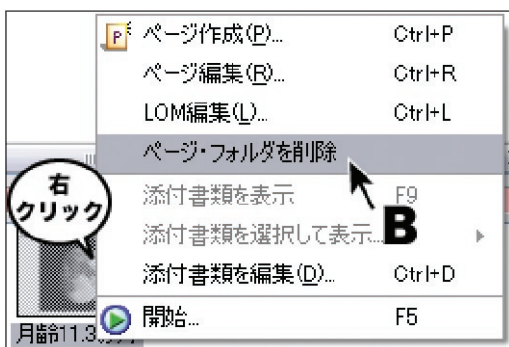 ページ作成(P)... Ctrl+P
ページ編集(R)... Ctrl+R
LOM編集(L)... Ctrl+L
ページ・フォルダを削除
右
クリック
添付書類を表示 F9
B
添付書類を選択して表示...
添付書類を編集(D)... Ctrl+D
開始... F5
月齢11.3